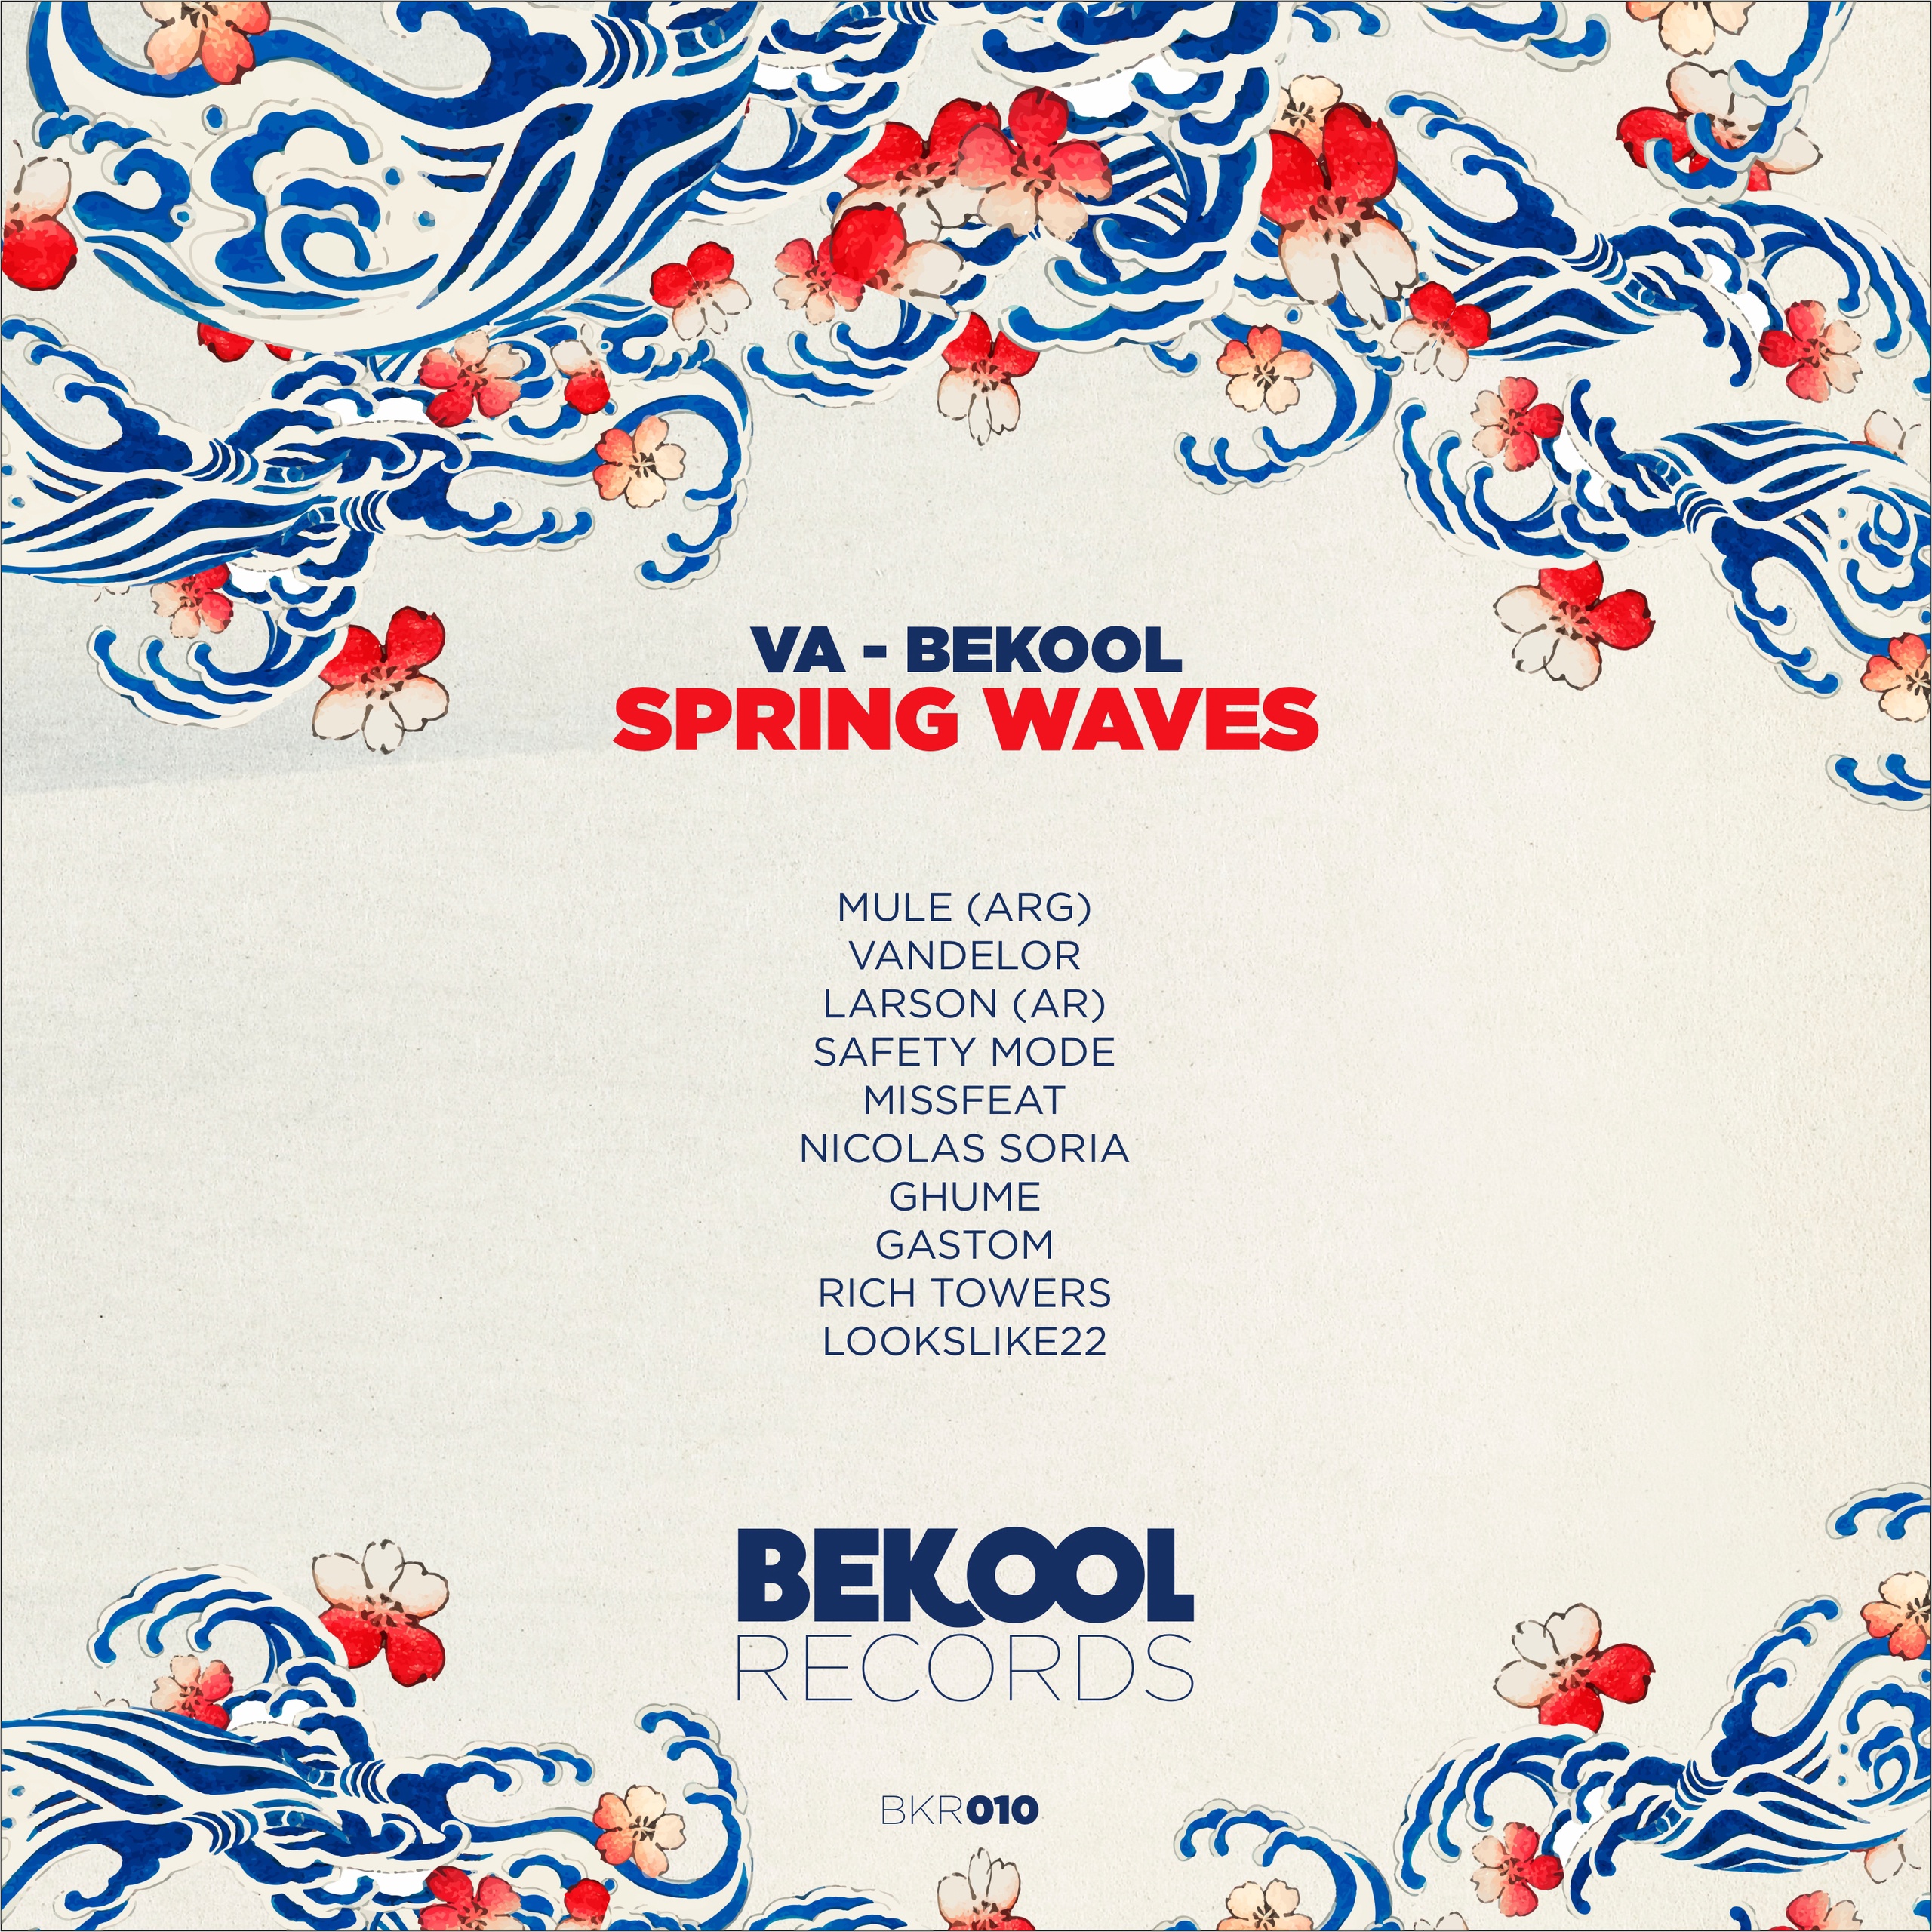 VA - BEKOOL
SPRING WAVES
MULE (ARG)
VANDELOR
LARSON (AR)
SAFETY MODE
MISSFEAT
NICOLAS SORIA
GHUME
GASTOM
RICH TOWERS
LOOKSLIKE22
BEKOOL
RECORDS
BKR010